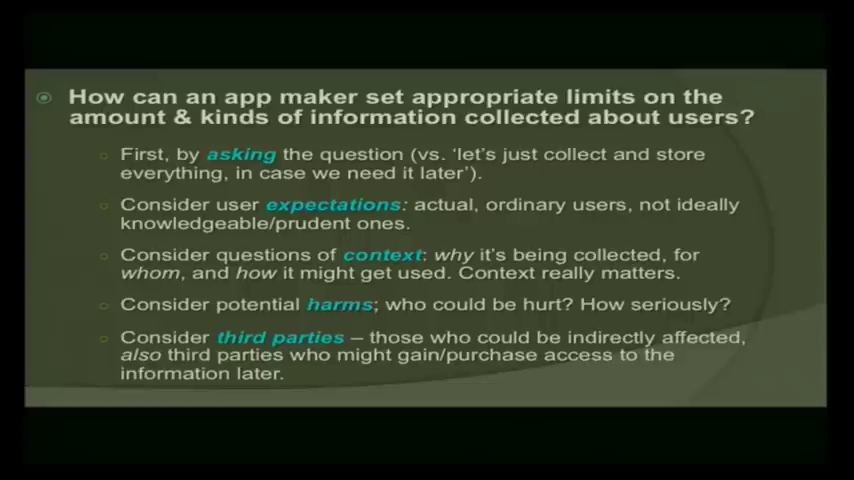 How can an app maker set appropriate limits on the
amount & kinds of information collected about users?
First, by asking the question (vs. 'let's just collect and store
everything, in case we need it later').
Consider user expectations: actual, ordinary users, not ideally
knowledgeable/prudent ones.
Consider questions of context: why it's being collected, for
whom, and how it might get used. Context really matters.
Consider potential harms; who could be hurt? How seriously?
Consider third parties – those who could be indirectly affected,
also third parties who might gain/purchase access to the
information later.